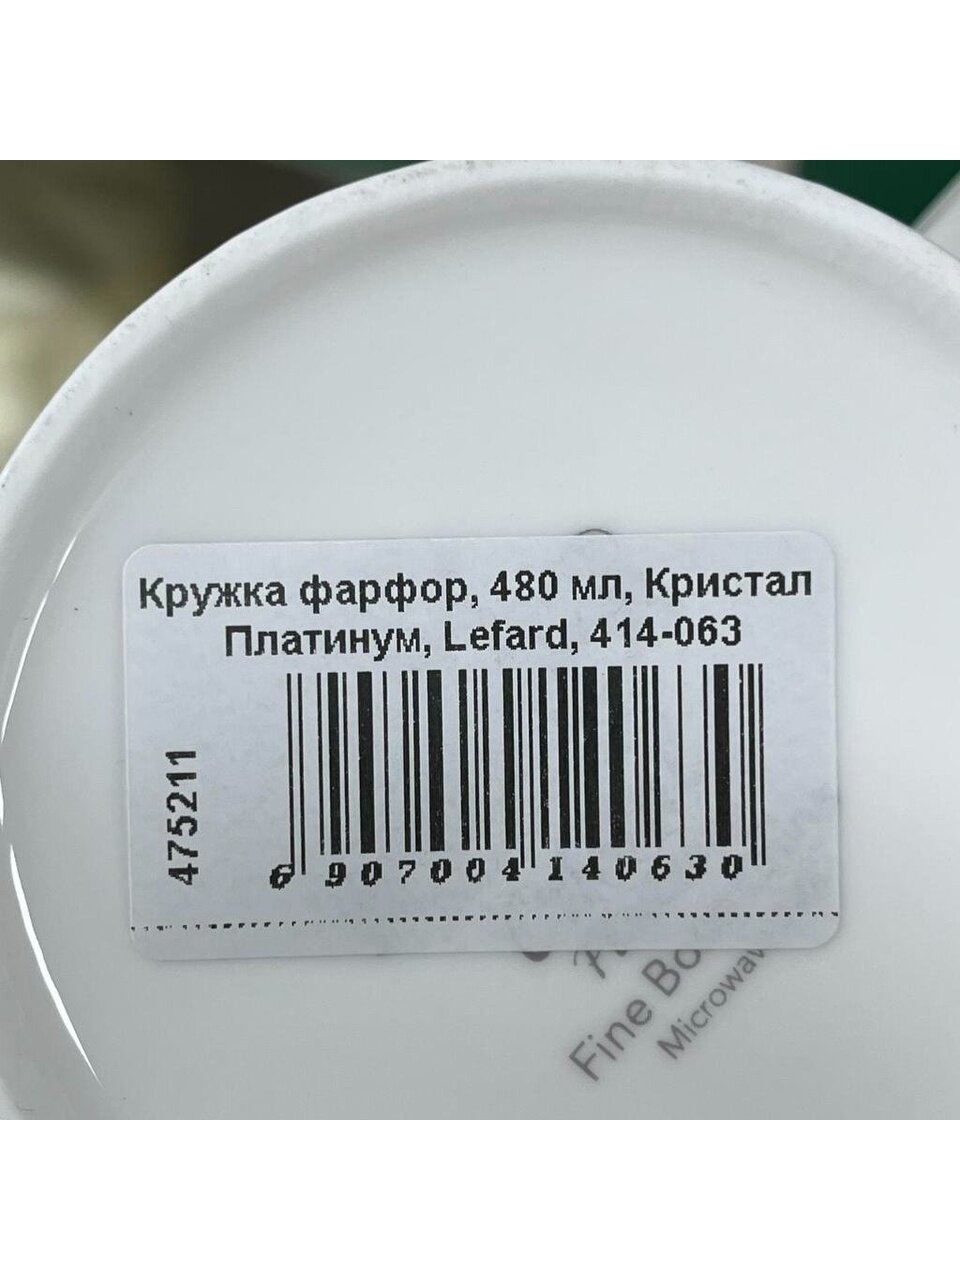 Кружка фарфор, 480 мл, Кристал
Платинум, Lefard, 414-063
475211
6 907004 140630
Fine Bo
Microwav